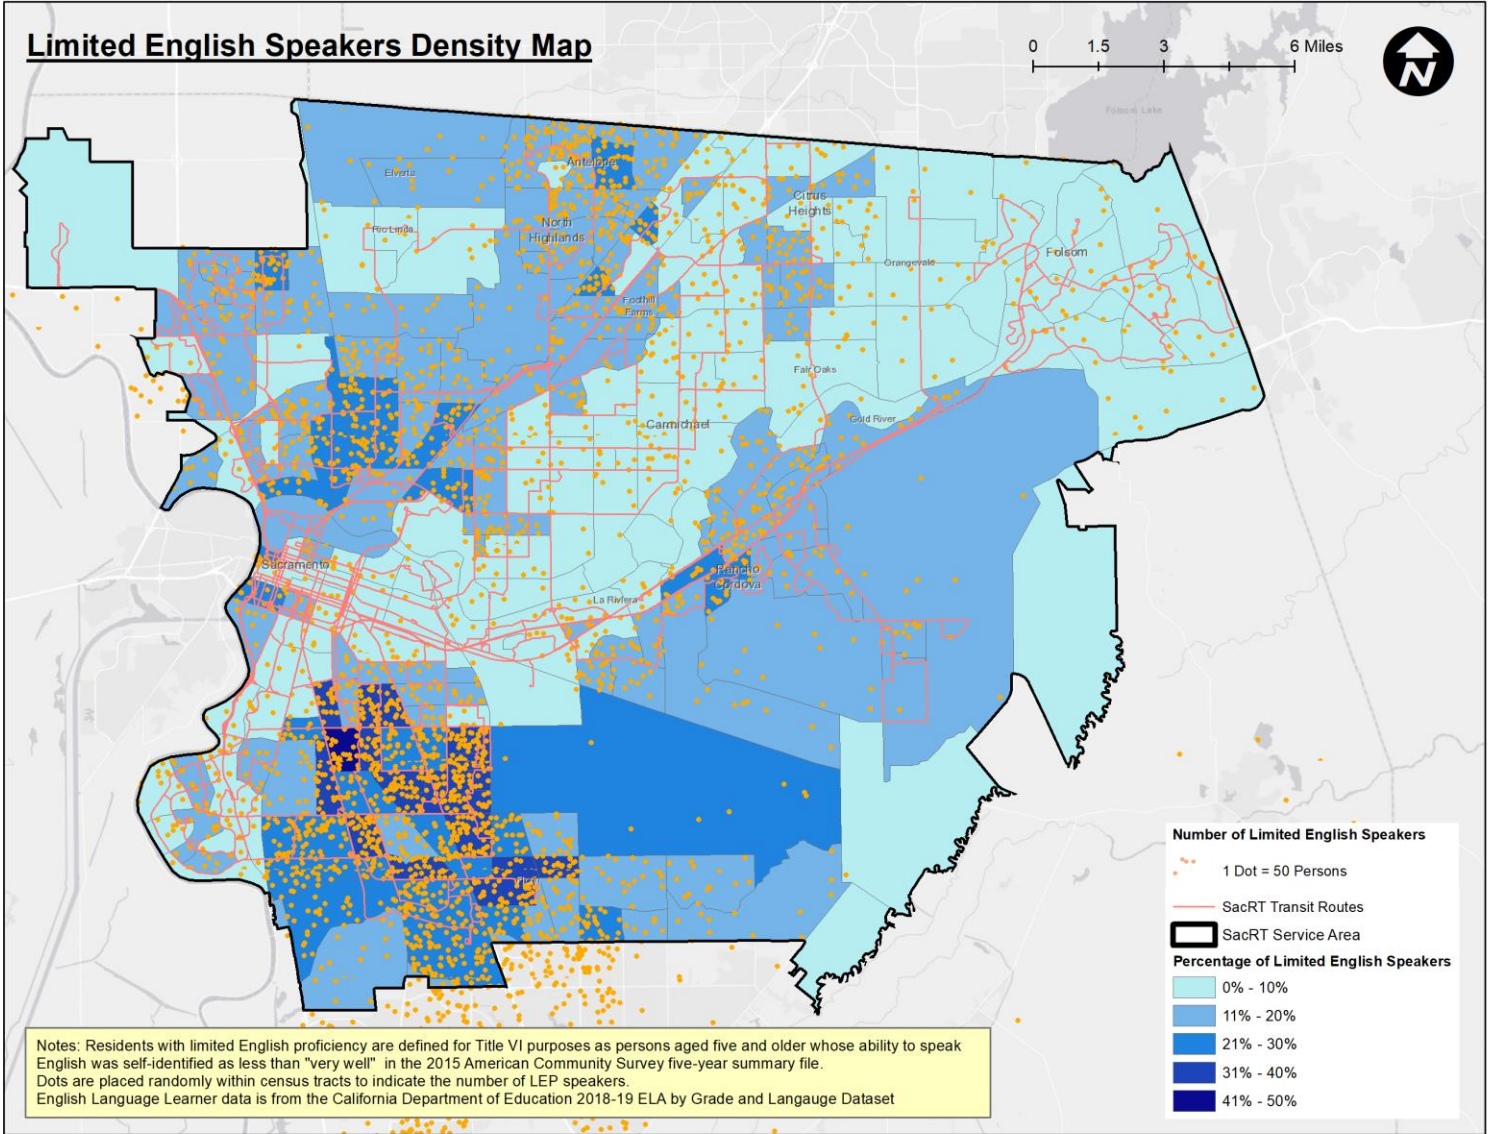 Limited English Speakers Density Map
0 1.5 3 6 Miles
N
Folsom Lake
Antelope
Elverta
Citrus
Heights
North
Highlands
Rio Linda
Folsom
Orangevale
Foothill
Farms
Fair Oaks
Gold River
Carmichael
Sacramento
Rancho
Cordova
La Riviera
Number of Limited English Speakers
1 Dot = 50 Persons
SacRT Transit Routes
SacRT Service Area
Percentage of Limited English Speakers
0% - 10%
11% - 20%
21% - 30%
31% - 40%
41% - 50%
Notes: Residents with limited English proficiency are defined for Title VI purposes as persons aged five and older whose ability to speak
English was self-identified as less than "very well" in the 2015 American Community Survey five-year summary file.
Dots are placed randomly within census tracts to indicate the number of LEP speakers.
English Language Learner data is from the California Department of Education 2018-19 ELA by Grade and Langauge Dataset